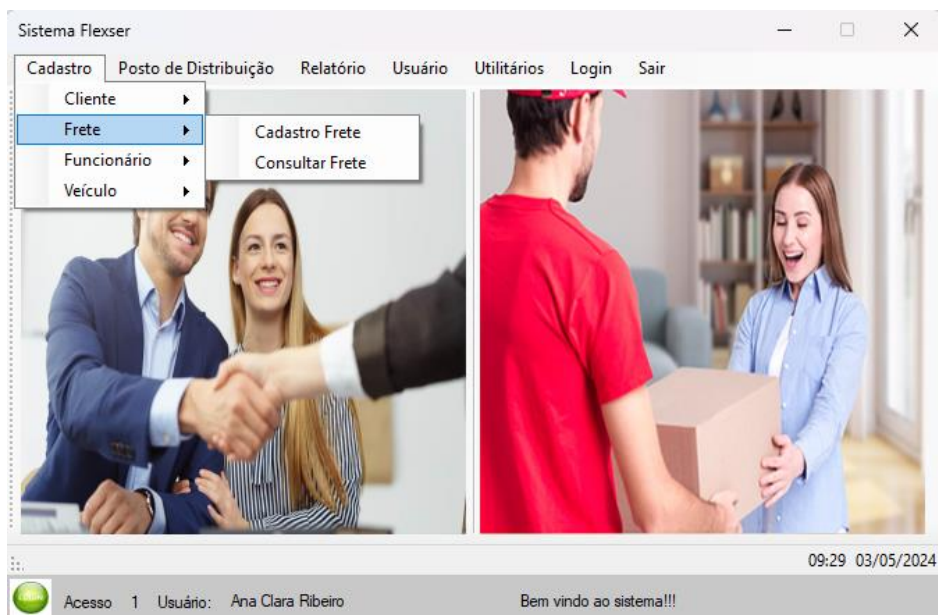 Sistema Flexser
Cadastro Posto de Distribuição Relatório Usuário Utilitários Login Sair
Cliente
Frete
Cadastro Frete
Funcionário
Consultar Frete
Veículo
09:29 03/05/2024
Acesso 1 Usuário: Ana Clara Ribeiro Bem vindo ao sistema!!!